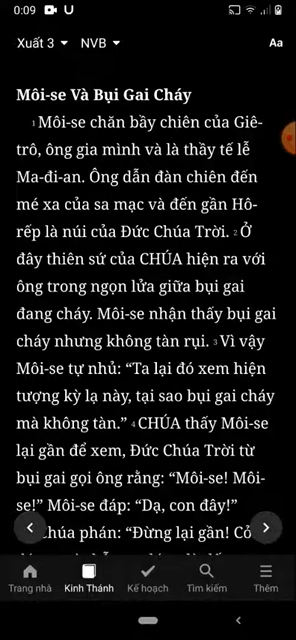 0:09
Xuất 3
NVB
Aa
Môi-se Và Bụi Gai Cháy
1 Môi-se chăn bầy chiên của Giê-
trô, ông gia mình và là thầy tế lễ
Ma-đi-an. Ông dẫn đàn chiên đến
mé xa của sa mạc và đến gần Hô-
rếp là núi của Đức Chúa Trời. 2 Ở
đây thiên sứ của CHÚA hiện ra với
ông trong ngọn lửa giữa bụi gai
đang cháy. Môi-se nhận thấy bụi gai
cháy nhưng không tàn rụi. 3 Vì vậy
Môi-se tự nhủ: “Ta lại đó xem hiện
tượng kỳ lạ này, tại sao bụi gai cháy
mà không tàn.” 4 CHÚA thấy Môi-se
lại gần để xem, Đức Chúa Trời từ
bụi gai gọi ông rằng: “Môi-se! Môi-
se!” Môi-se đáp: “Dạ, con đây!”
Chúa phán: “Đừng lại gần! Cở
Trang nhà
Kinh Thánh
Kế hoạch
Tìm kiếm
Thêm